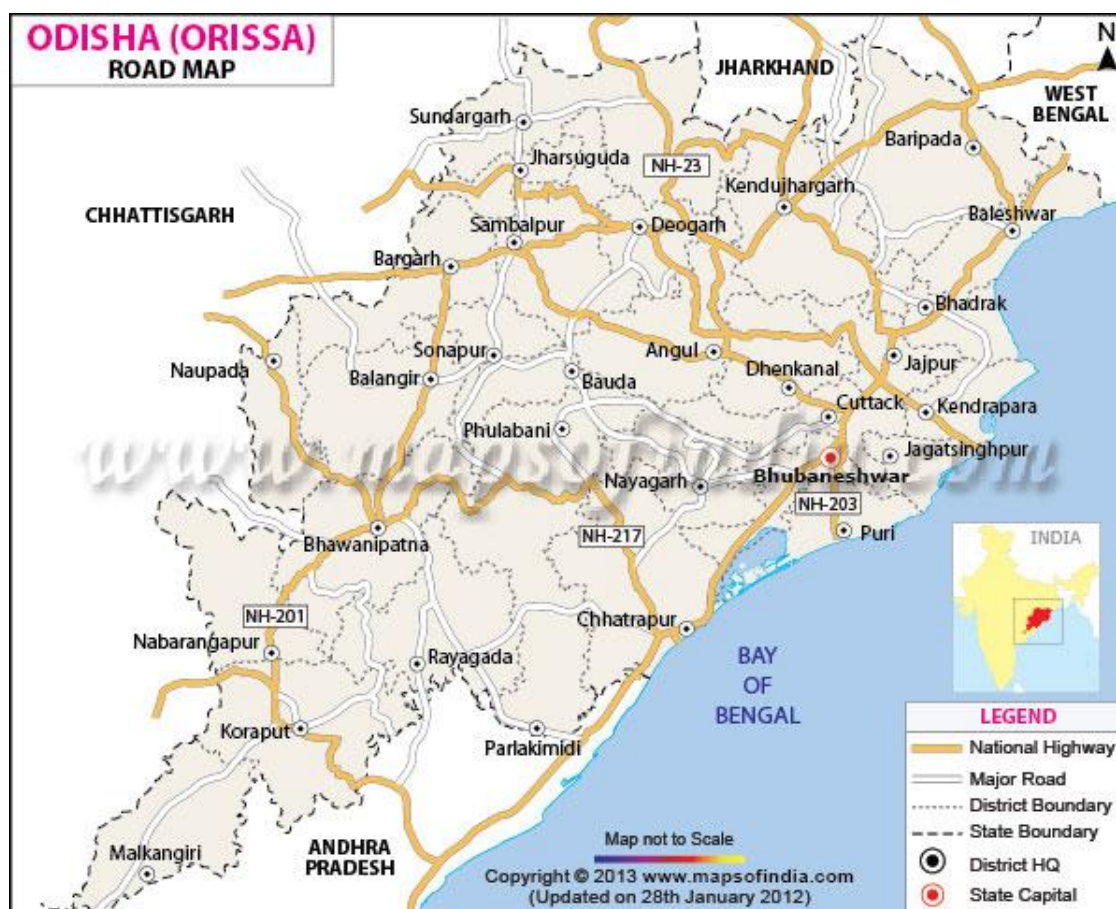 ODISHA (ORISSA)
ROAD MAP
N
JHARKHAND
WEST
BENGAL
Sundargarh
Baripada
Jharsuguda
NH-23
Kendujhargarh
CHHATTISGARH
Sambalpur
Deogarh
Baleshwar
Bargarh
Bhadrak
Sonapur
Angul
Naupada
Balangir
Bauda
Dhenkanal
Jajpur
Cuttack
Kendrapara
Phulabani
www.mapsofindia.com
Jagatsinghpur
Nayagarh
Bhubaneshwar
NH-203
Bhawanipatna
NH-217
Puri
INDIA
NH-201
Chhatrapur
Nabarangapur
Rayagada
BAY
OF
BENGAL
Koraput
Parlakimidi
LEGEND
National Highway
Major Road
District Boundary
State Boundary
District HQ
State Capital
Malkangiri
ANDHRA
PRADESH
Map not to Scale
Copyright © 2013 www.mapsofindia.com
(Updated on 28th January 2012)